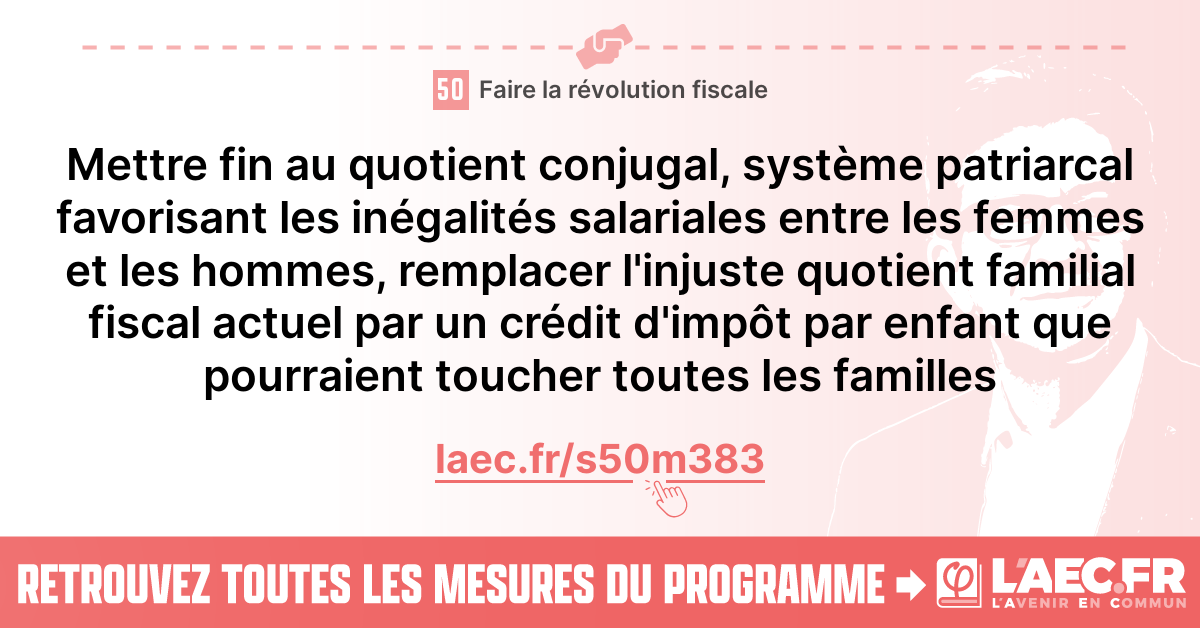 50 Faire la révolution fiscale
Mettre fin au quotient conjugal, système patriarcal
favorisant les inégalités salariales entre les femmes
et les hommes, remplacer l'injuste quotient familial
fiscal actuel par un crédit d'impôt par enfant que
pourraient toucher toutes les familles
laec.fr/s50m383
RETROUVEZ TOUTES LES MESURES DU PROGRAMME
φ L'AEC.FR
L'AVENIR EN COMMUN